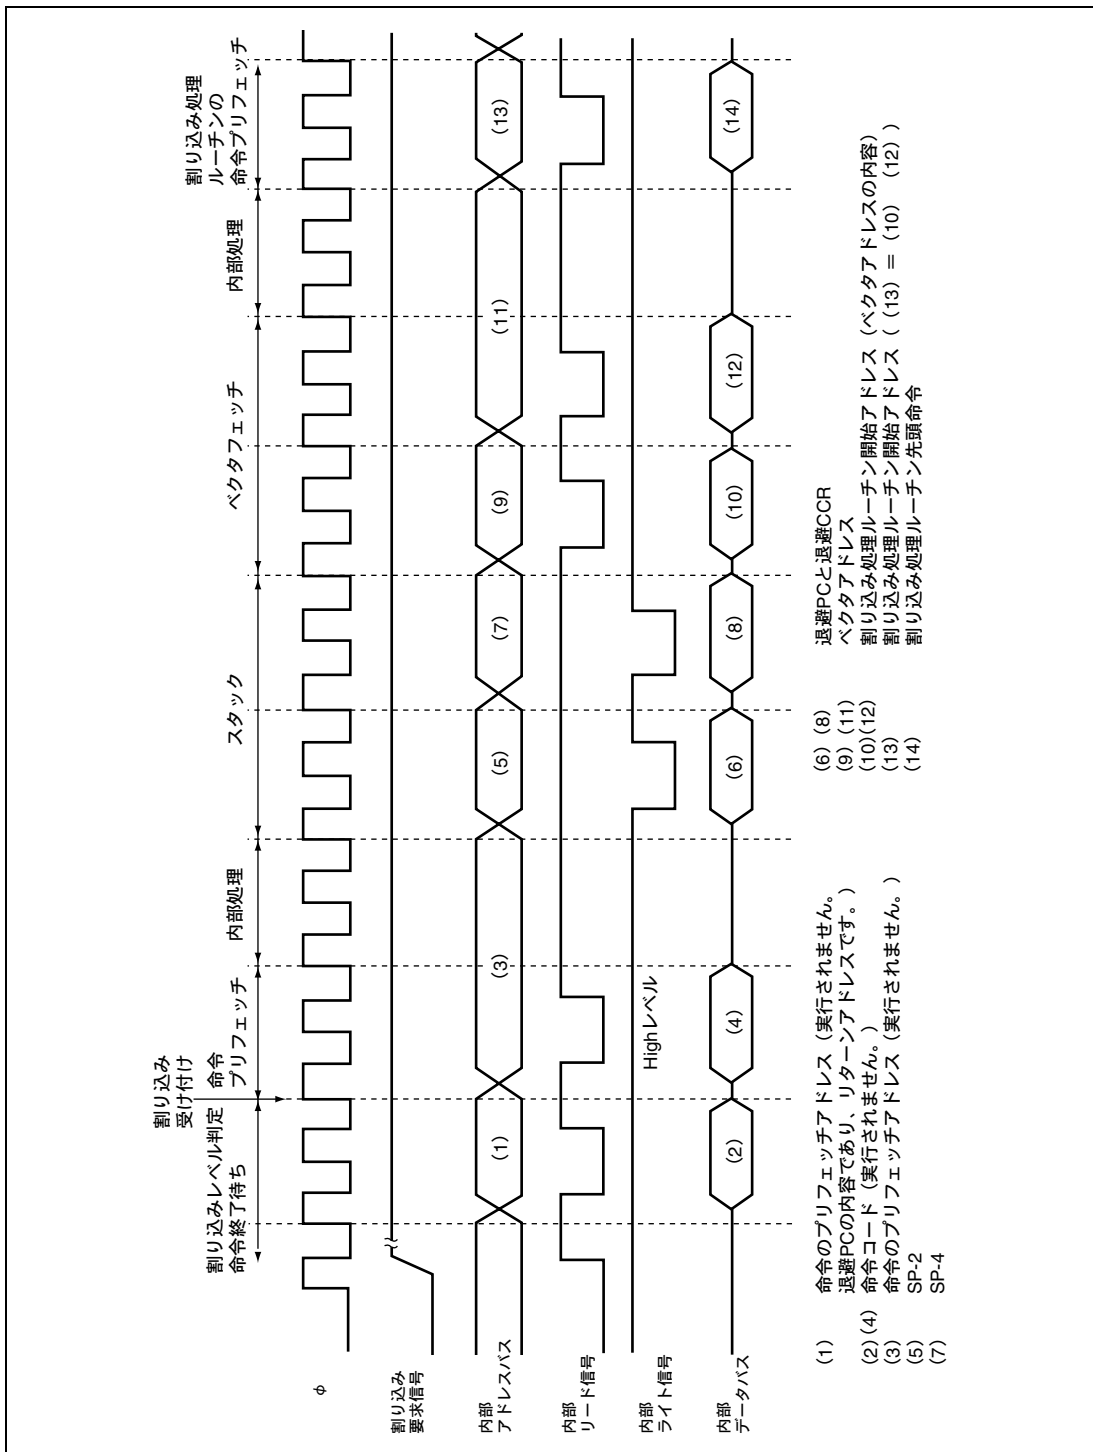 割り込みレベル判定
命令終了待ち
割り込み
受け付け
命令
プリフェッチ
内部処理
スタック
ベクタフェッチ
内部処理
割り込み処理
ルーチンの
命令プリフェッチ
φ
割り込み
要求信号
内部
アドレスバス
(1)
(3)
(5)
(7)
(9)
(11)
(13)
内部
リード信号
内部
ライト信号
Highレベル
内部
データバス
(2)
(4)
(6)
(8)
(10)
(12)
(14)
(1) 命令のプリフェッチアドレス（実行されません。
退避PCの内容であり、リターンアドレスです。）
(2) (4) 命令コード（実行されません。）
(3) 命令のプリフェッチアドレス（実行されません。）
(5) SP-2
(7) SP-4
(6) (8) 退避PCと退避CCR
(9) (11) ベクタアドレス
(10)(12) 割り込み処理ルーチン開始アドレス（ベクタアドレスの内容）
(13) 割り込み処理ルーチン開始アドレス（(13) ＝ (10) (12)）
(14) 割り込み処理ルーチン先頭命令